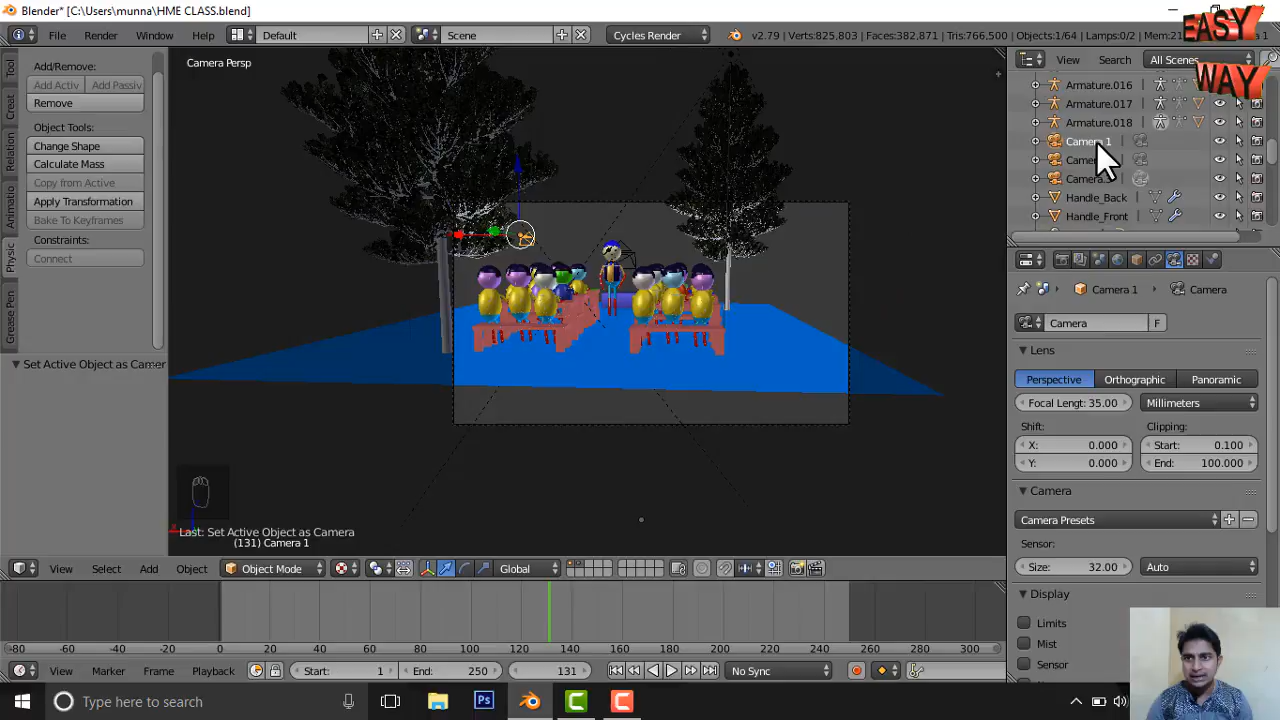 Blender* [C:\Users\munna\HME CLASS.blend]
File Render Window Help Default Scene Cycles Render v2.79 | Verts:825,803 | Faces:382,871 | Tris:766,500 | Objects:1/64 | Lamps:0/2
EASY
WAY
View Search All Scenes
Camera Persp
Tool
Creat
Relation
Animatio
Physic
Grease Pen
Add/Remove:
Add Activ Add Passiv
Remove
Object Tools:
Change Shape
Calculate Mass
Copy from Active
Apply Transformation
Bake To Keyframes
Constraints:
Connect
Set Active Object as Camer
Last: Set Active Object as Camera
(131) Camera 1
Armature.016
Armature.017
Armature.018
Camera 1
Handle_Back
Handle_Front
Camera 1 Camera
Camera F
Lens
Perspective Orthographic Panoramic
Focal Lengt: 35.00 Millimeters
Shift: Clipping:
X: 0.000 Start: 0.100
Y: 0.000 End: 100.000
Camera
Camera Presets
Sensor:
Size: 32.00 Auto
Display
Limits
Mist
Sensor
View Select Add Object Object Mode Global
-80 -60 -40 -20 0 20 40 60 80 100 120 140 160 180 200 220 240 260 280 300
View Marker Frame Playback Start: 1 End: 250 131 No Sync
Type here to search
Ps